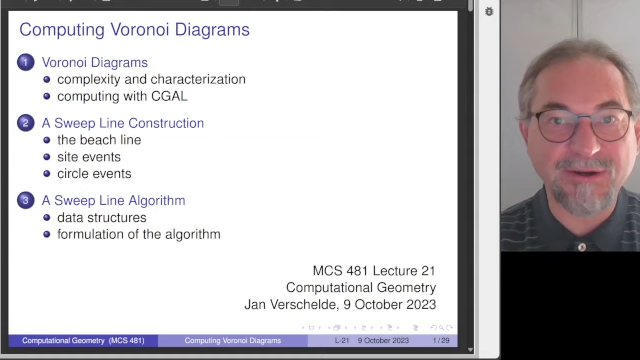 Computing Voronoi Diagrams
1 Voronoi Diagrams
complexity and characterization
computing with CGAL
2 A Sweep Line Construction
the beach line
site events
circle events
3 A Sweep Line Algorithm
data structures
formulation of the algorithm
MCS 481 Lecture 21
Computational Geometry
Jan Verschelde, 9 October 2023
Computational Geometry (MCS 481) Computing Voronoi Diagrams L-21 9 October 2023 1 / 29